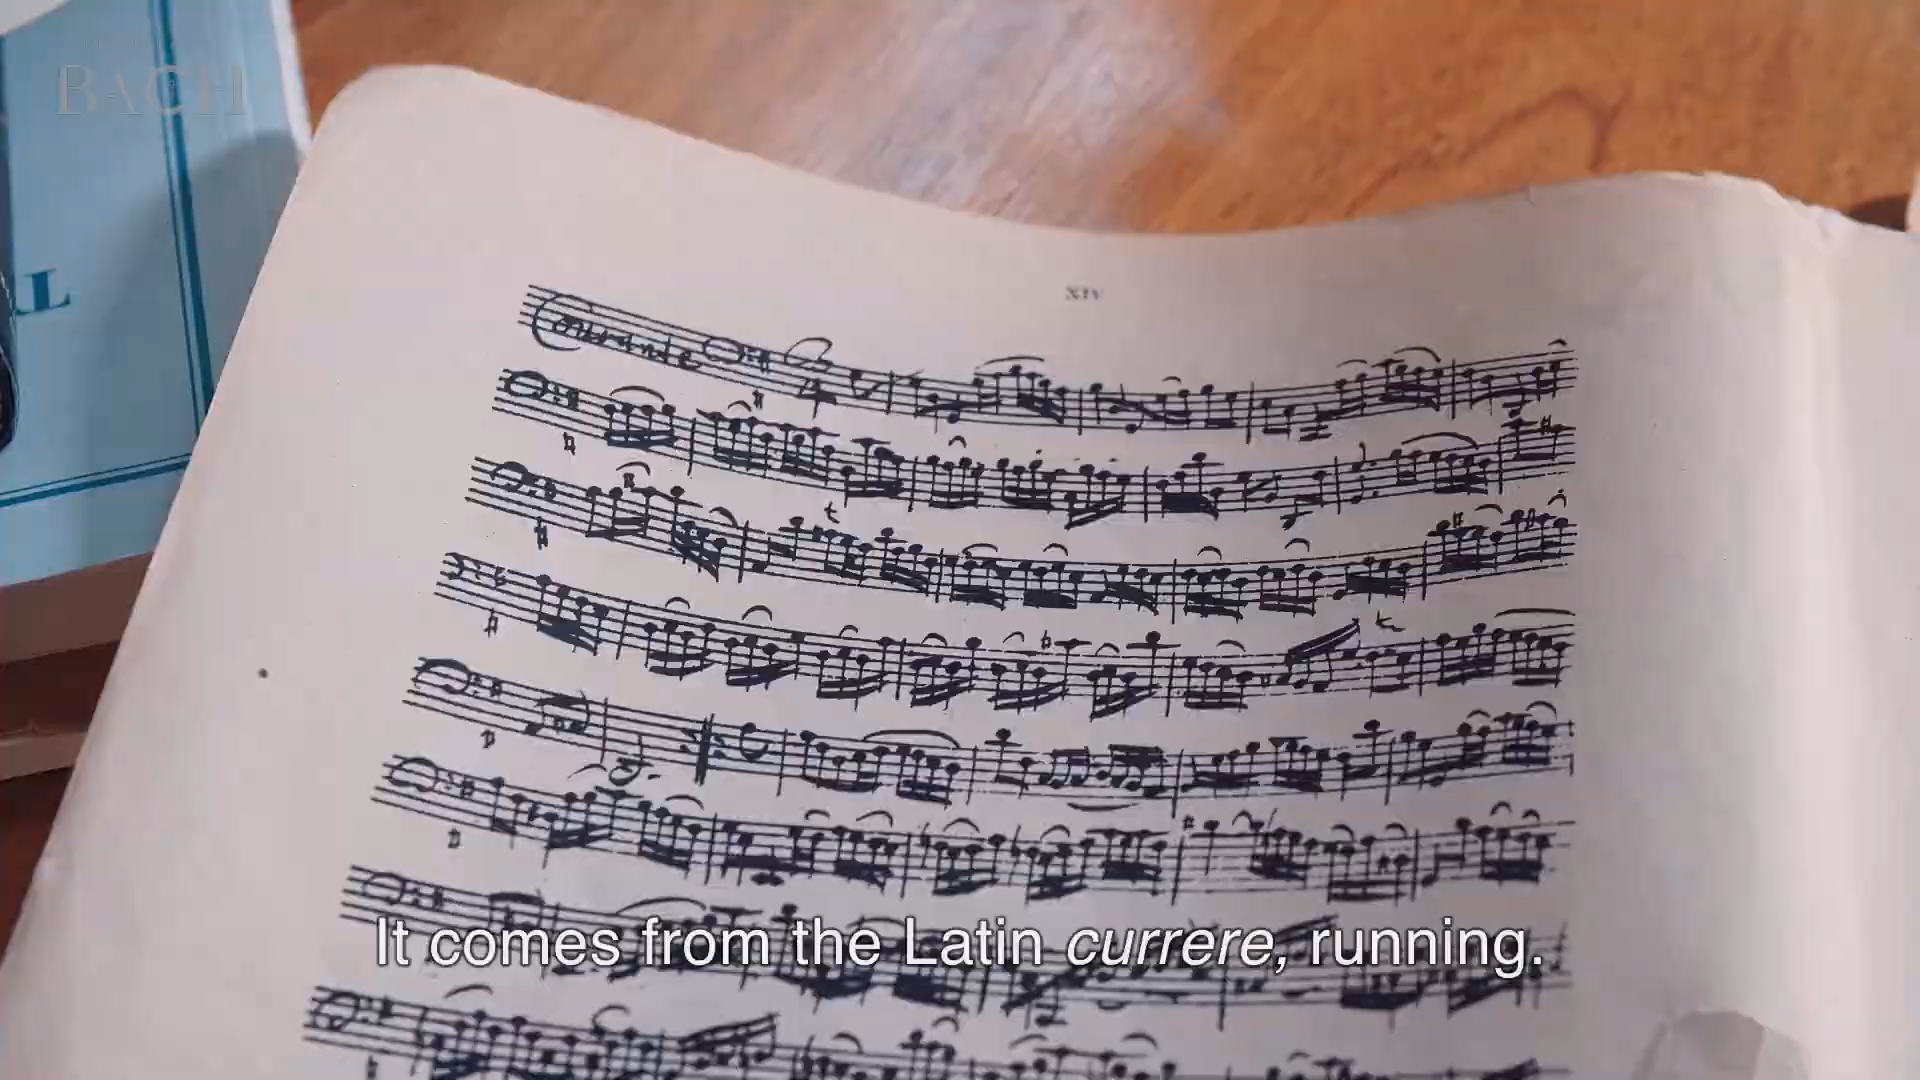 BACH
XIV
Courante
It comes from the Latin currere, running.